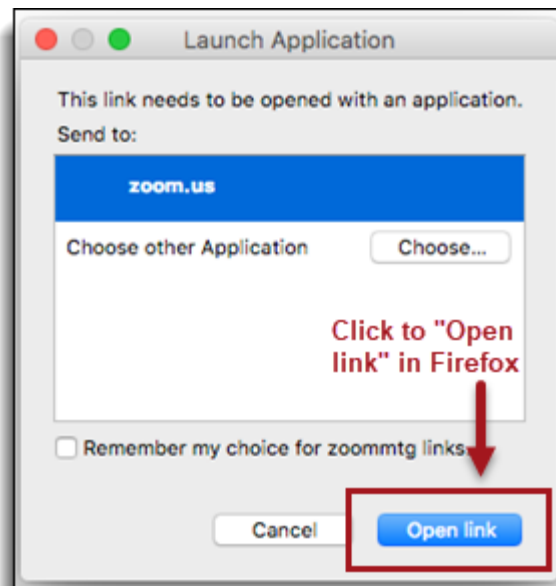 Launch Application
This link needs to be opened with an application.
Send to:
zoom.us
Choose other Application
Choose...
Click to "Open
link" in Firefox
Remember my choice for zoommtg links.
Cancel
Open link